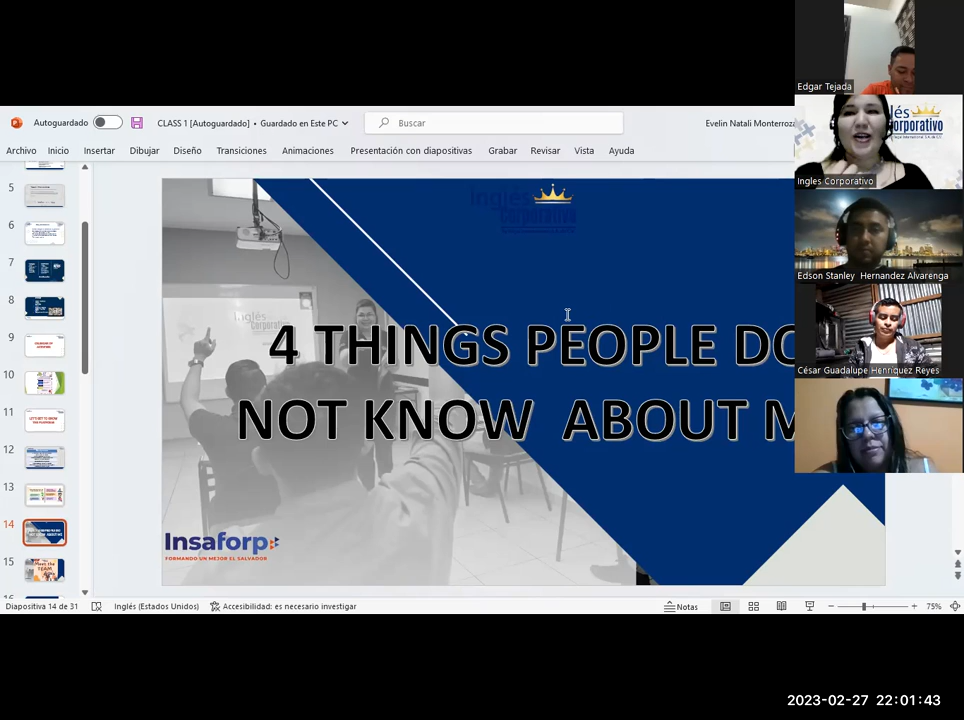 Edgar Tejada
Autoguardado
CLASS 1 [Autoguardado] • Guardado en Este PC
Buscar
Evelin Natali Monterroza
Archivo Inicio Insertar Dibujar Diseño Transiciones Animaciones Presentación con diapositivas Grabar Revisar Vista Ayuda
Ingles Corporativo
Inglés
Corporativo
5
6
7
8
9
10
11
12
13
14
15
Edson Stanley Hernandez Alvarenga
4 THINGS PEOPLE DO
NOT KNOW ABOUT M
César Guadalupe Henriquez Reyes
Insaforp
FORMANDO UN MEJOR EL SALVADOR
Diapositiva 14 de 31 Inglés (Estados Unidos) Accesibilidad: es necesario investigar Notas 75%
2023-02-27 22:01:43